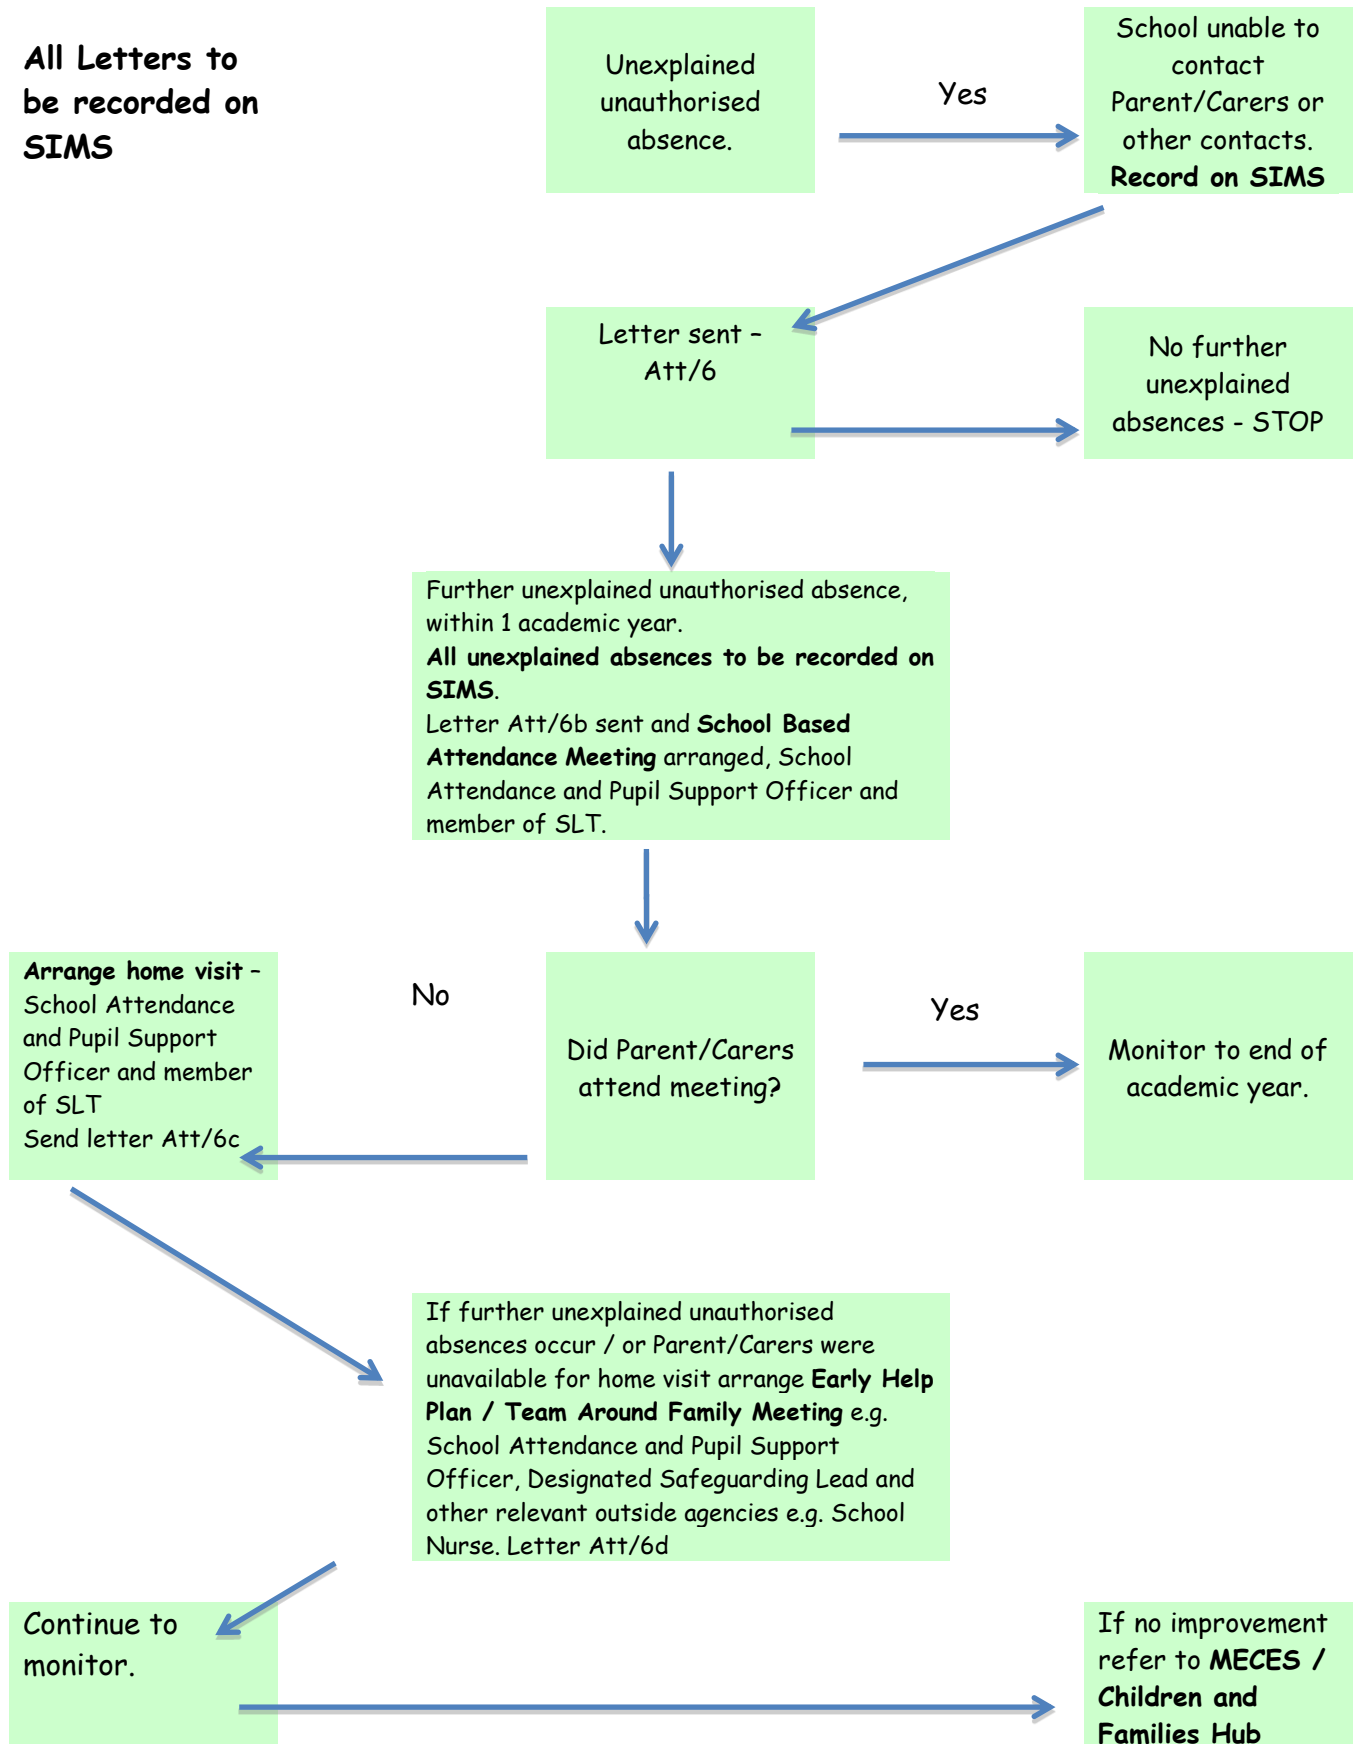 All Letters to
be recorded on
SIMS
Unexplained
unauthorised
absence.
Yes
School unable to
contact
Parent/Carers or
other contacts.
Record on SIMS
Letter sent –
Att/6
No further
unexplained
absences - STOP
Further unexplained unauthorised absence,
within 1 academic year.
All unexplained absences to be recorded on
SIMS.
Letter Att/6b sent and School Based
Attendance Meeting arranged, School
Attendance and Pupil Support Officer and
member of SLT.
Arrange home visit –
School Attendance
and Pupil Support
Officer and member
of SLT
Send letter Att/6c
No
Did Parent/Carers
attend meeting?
Yes
Monitor to end of
academic year.
If further unexplained unauthorised
absences occur / or Parent/Carers were
unavailable for home visit arrange Early Help
Plan / Team Around Family Meeting e.g.
School Attendance and Pupil Support
Officer, Designated Safeguarding Lead and
other relevant outside agencies e.g. School
Nurse. Letter Att/6d
Continue to
monitor.
If no improvement
refer to MECES /
Children and
Families Hub